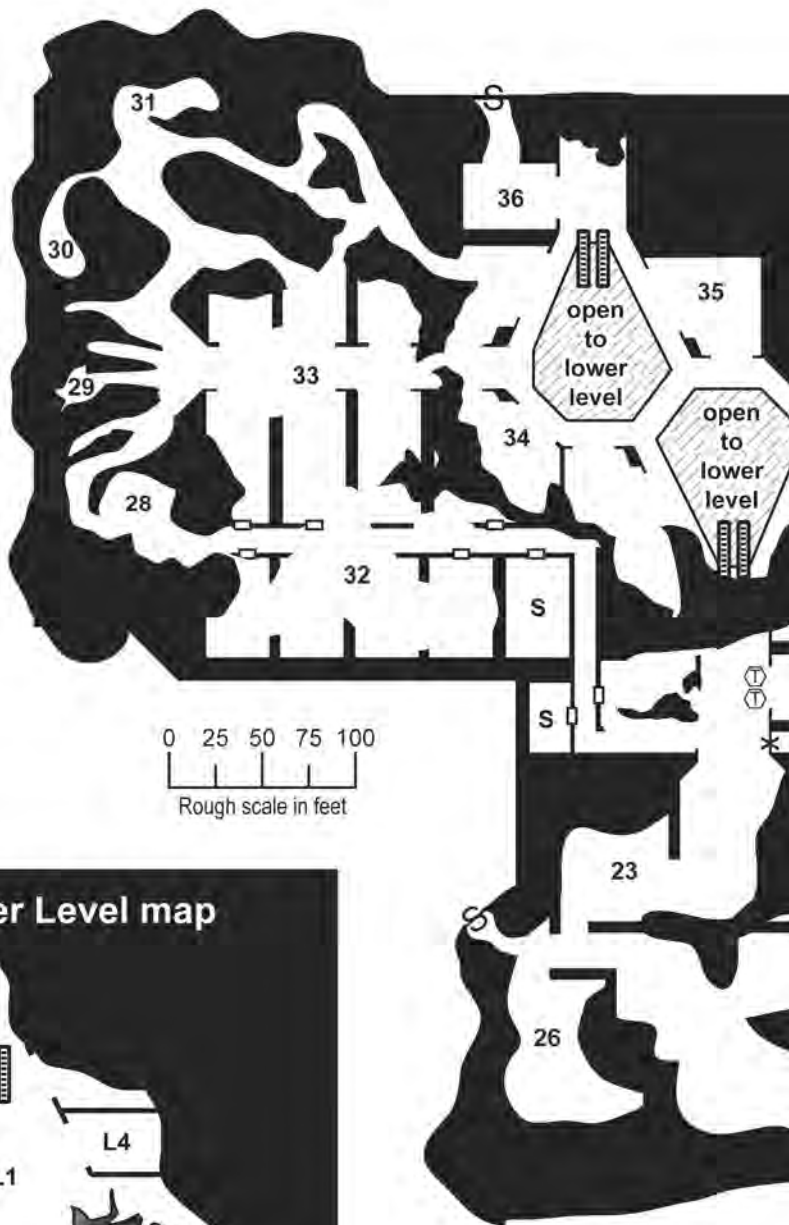 31
S
36
30
35
open
to
lower
level
33
29
open
to
lower
level
34
28
32
S
T
T
S
0 25 50 75 100
Rough scale in feet
23
er Level map
S
26
L4
L1